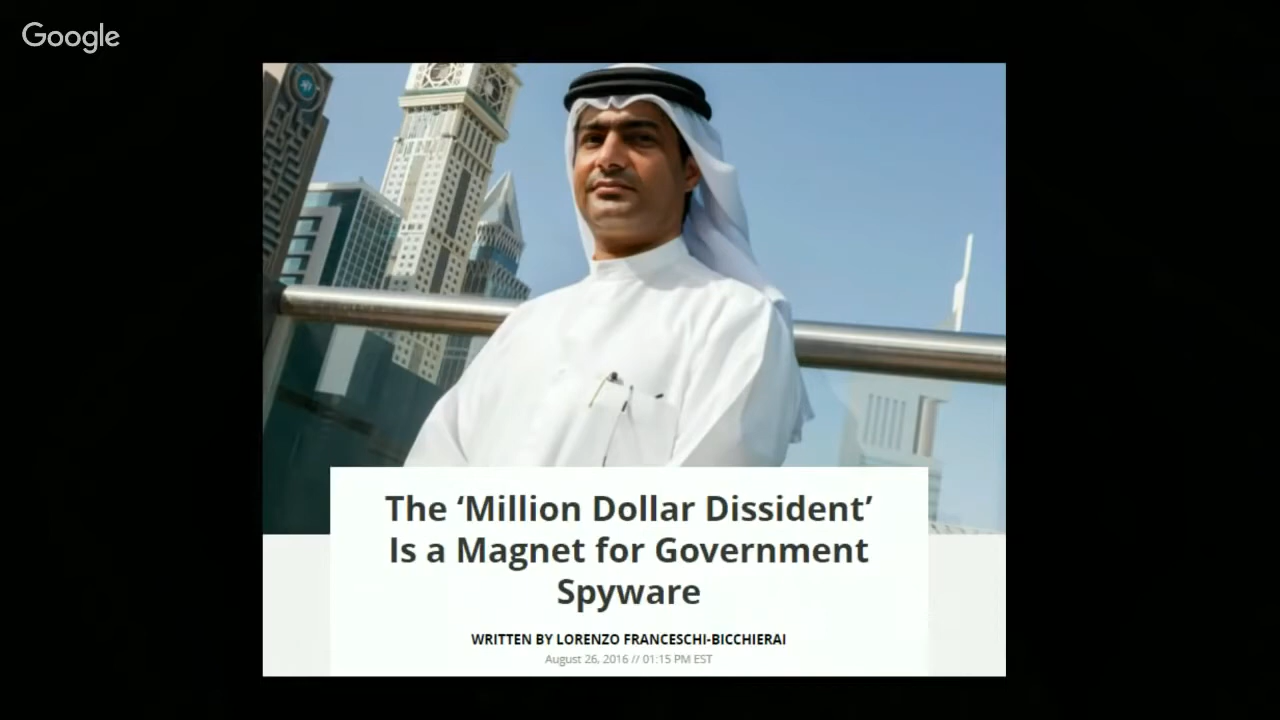 Google
The ‘Million Dollar Dissident’
Is a Magnet for Government
Spyware
WRITTEN BY LORENZO FRANCESCHI-BICCHIERAI
August 26, 2016 // 01:15 PM EST